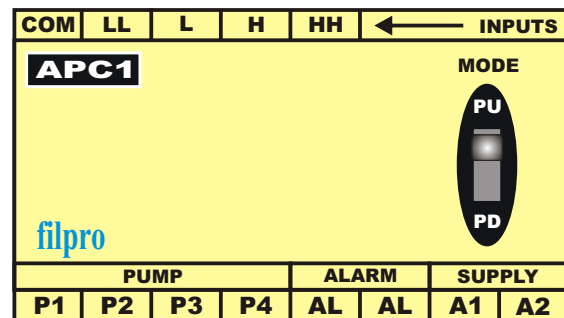 COM LL L H HH INPUTS
APC1
MODE
PU
PD
filpro
PUMP ALARM SUPPLY
P1 P2 P3 P4 AL AL A1 A2